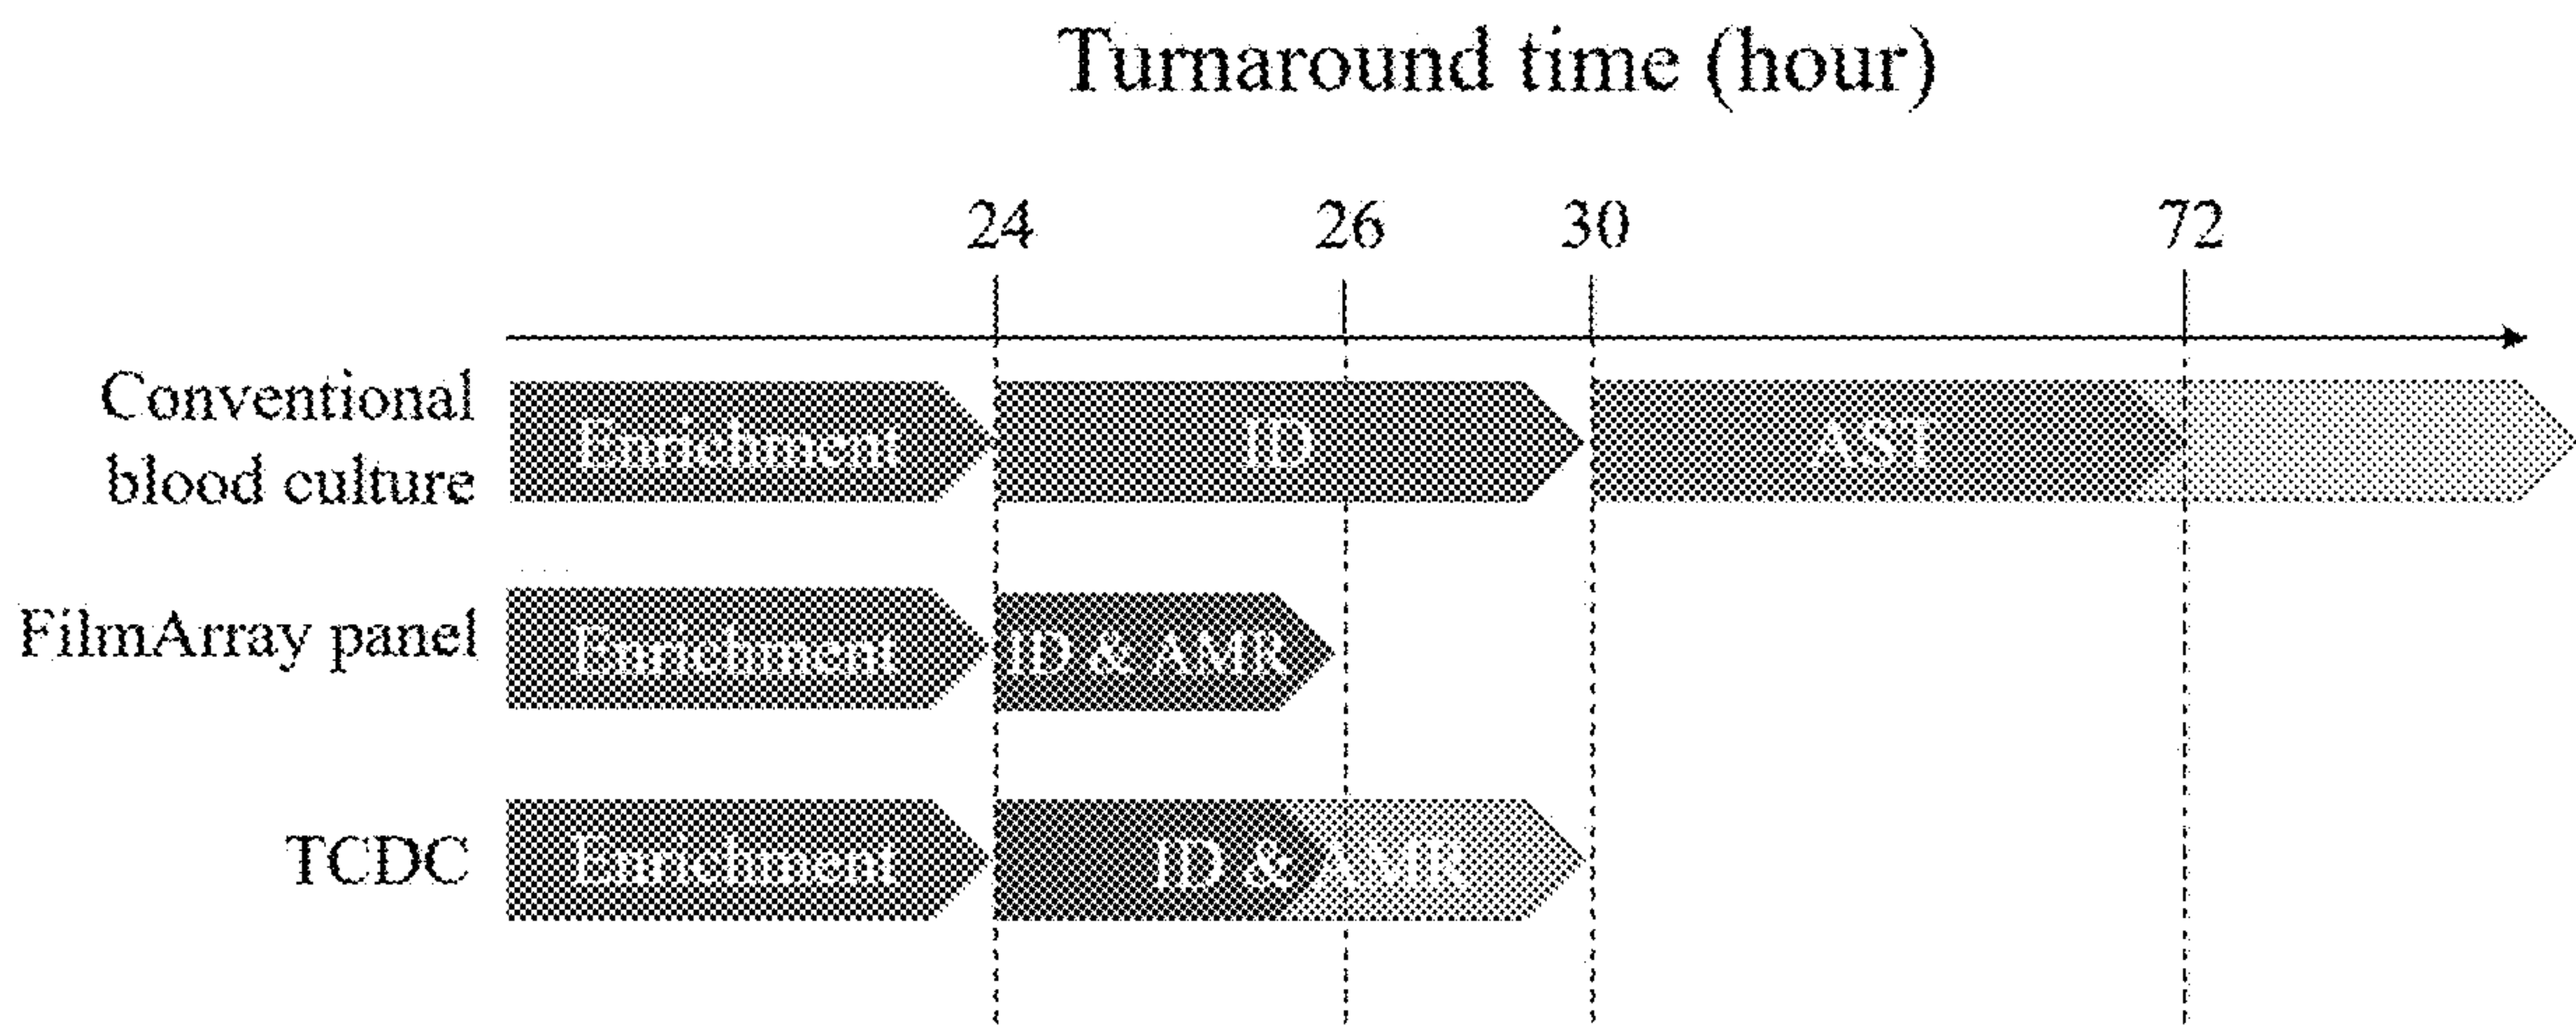 Turnaround time (hour)
24 26 30 72
Conventional
blood culture
Enrichment ID AST
FilmArray panel
Enrichment ID & AMR
TCDC
Enrichment ID & AMR